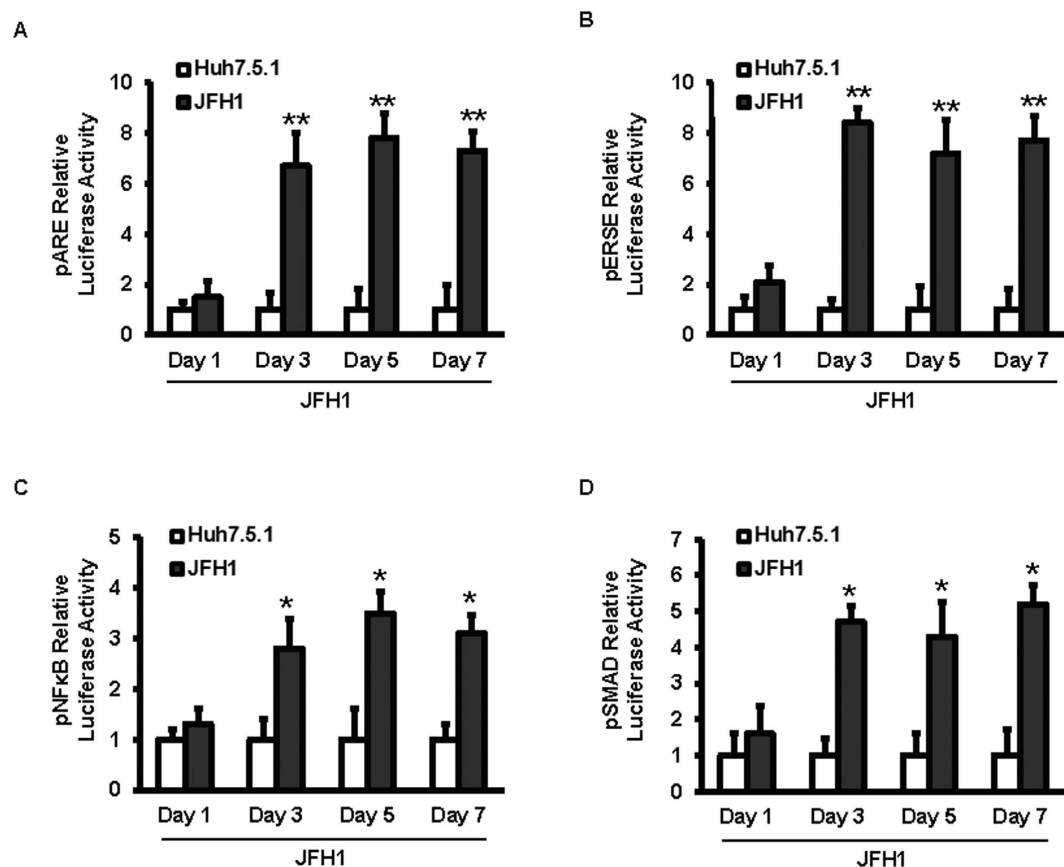 A
Huh7.5.1
JFH1
pARE Relative
Luciferase Activity
10
8
6
4
2
0
** ** **
Day 1 Day 3 Day 5 Day 7
JFH1
B
Huh7.5.1
JFH1
pERSE Relative
Luciferase Activity
10
8
6
4
2
0
** ** **
Day 1 Day 3 Day 5 Day 7
JFH1
C
Huh7.5.1
JFH1
pNFκB Relative
Luciferase Activity
5
4
3
2
1
0
* * *
Day 1 Day 3 Day 5 Day 7
JFH1
D
Huh7.5.1
JFH1
pSMAD Relative
Luciferase Activity
7
6
5
4
3
2
1
0
* * *
Day 1 Day 3 Day 5 Day 7
JFH1